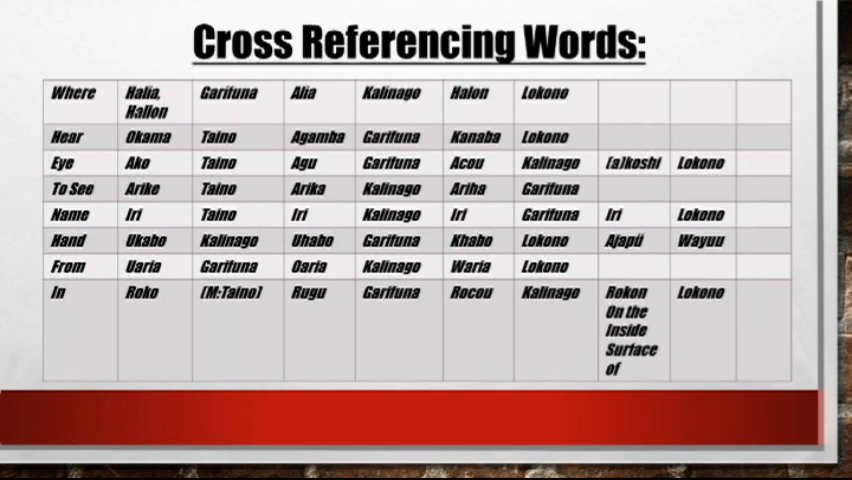 Cross Referencing Words:
Where Halia, Hallon Garifuna Alia Kalinago Halon Lokono
Hear Okama Taino Agamba Garifuna Kanaba Lokono
Eye Ako Taino Agu Garifuna Acou Kalinago (a)koshi Lokono
To See Arike Taino Arika Kalinago Ariha Garifuna
Name Iri Taino Iri Kalinago Iri Garifuna Iri Lokono
Hand Ukabo Kalinago Uhabo Garifuna Khabo Lokono Ajapü Wayuu
From Uaria Garifuna Oaria Kalinago Waria Lokono
In Roko (M:Taino) Rugu Garifuna Rocou Kalinago Rokon Lokono
On the
Inside
Surface
of